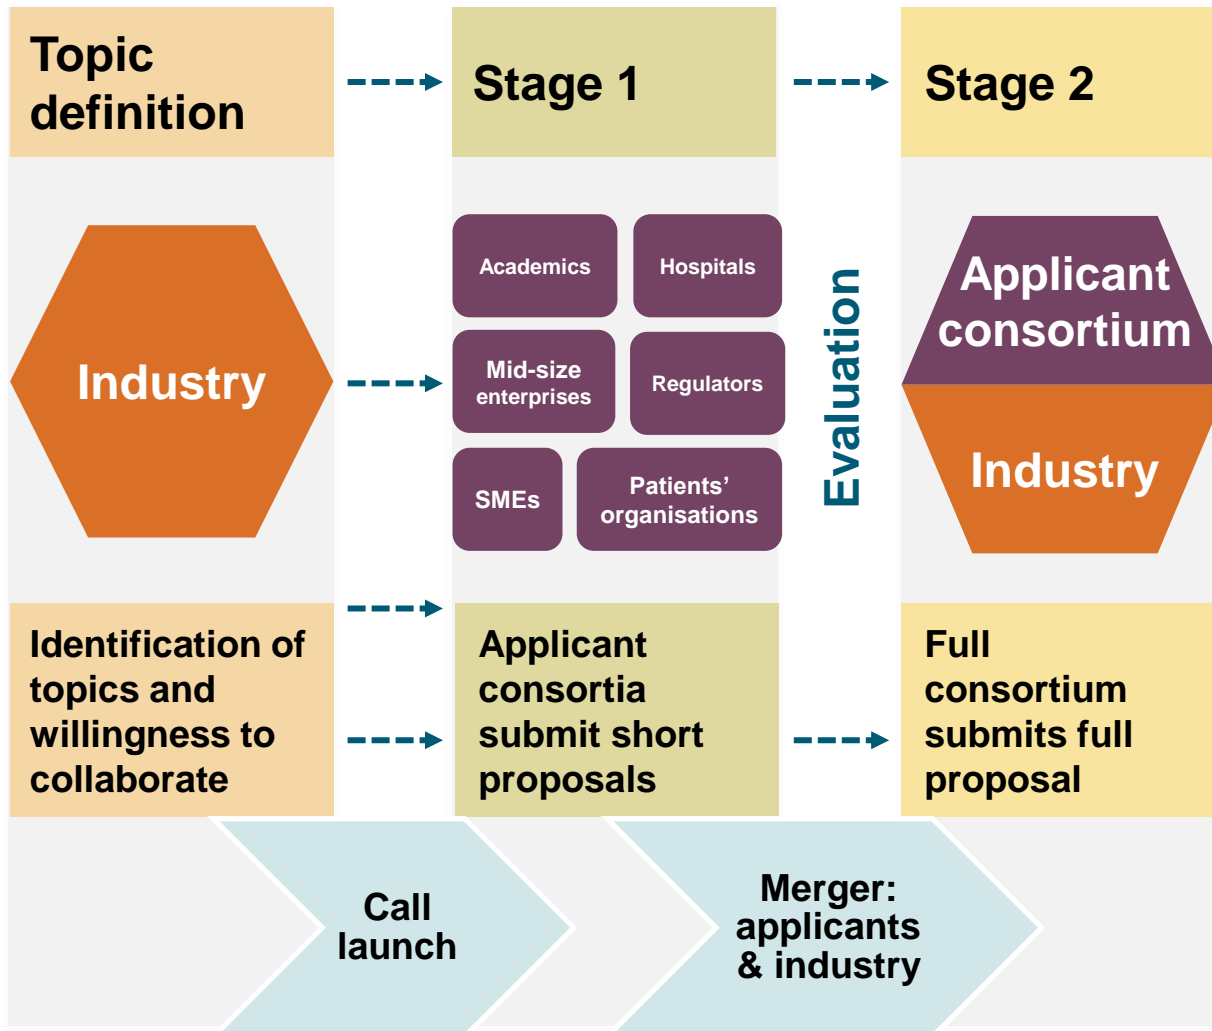 Topic
definition
Stage 1
Stage 2
Industry
Academics
Hospitals
Mid-size
enterprises
Regulators
SMEs
Patients’
organisations
Evaluation
Applicant
consortium
Industry
Identification of
topics and
willingness to
collaborate
Applicant
consortia
submit short
proposals
Full
consortium
submits full
proposal
Call
launch
Merger:
applicants
& industry